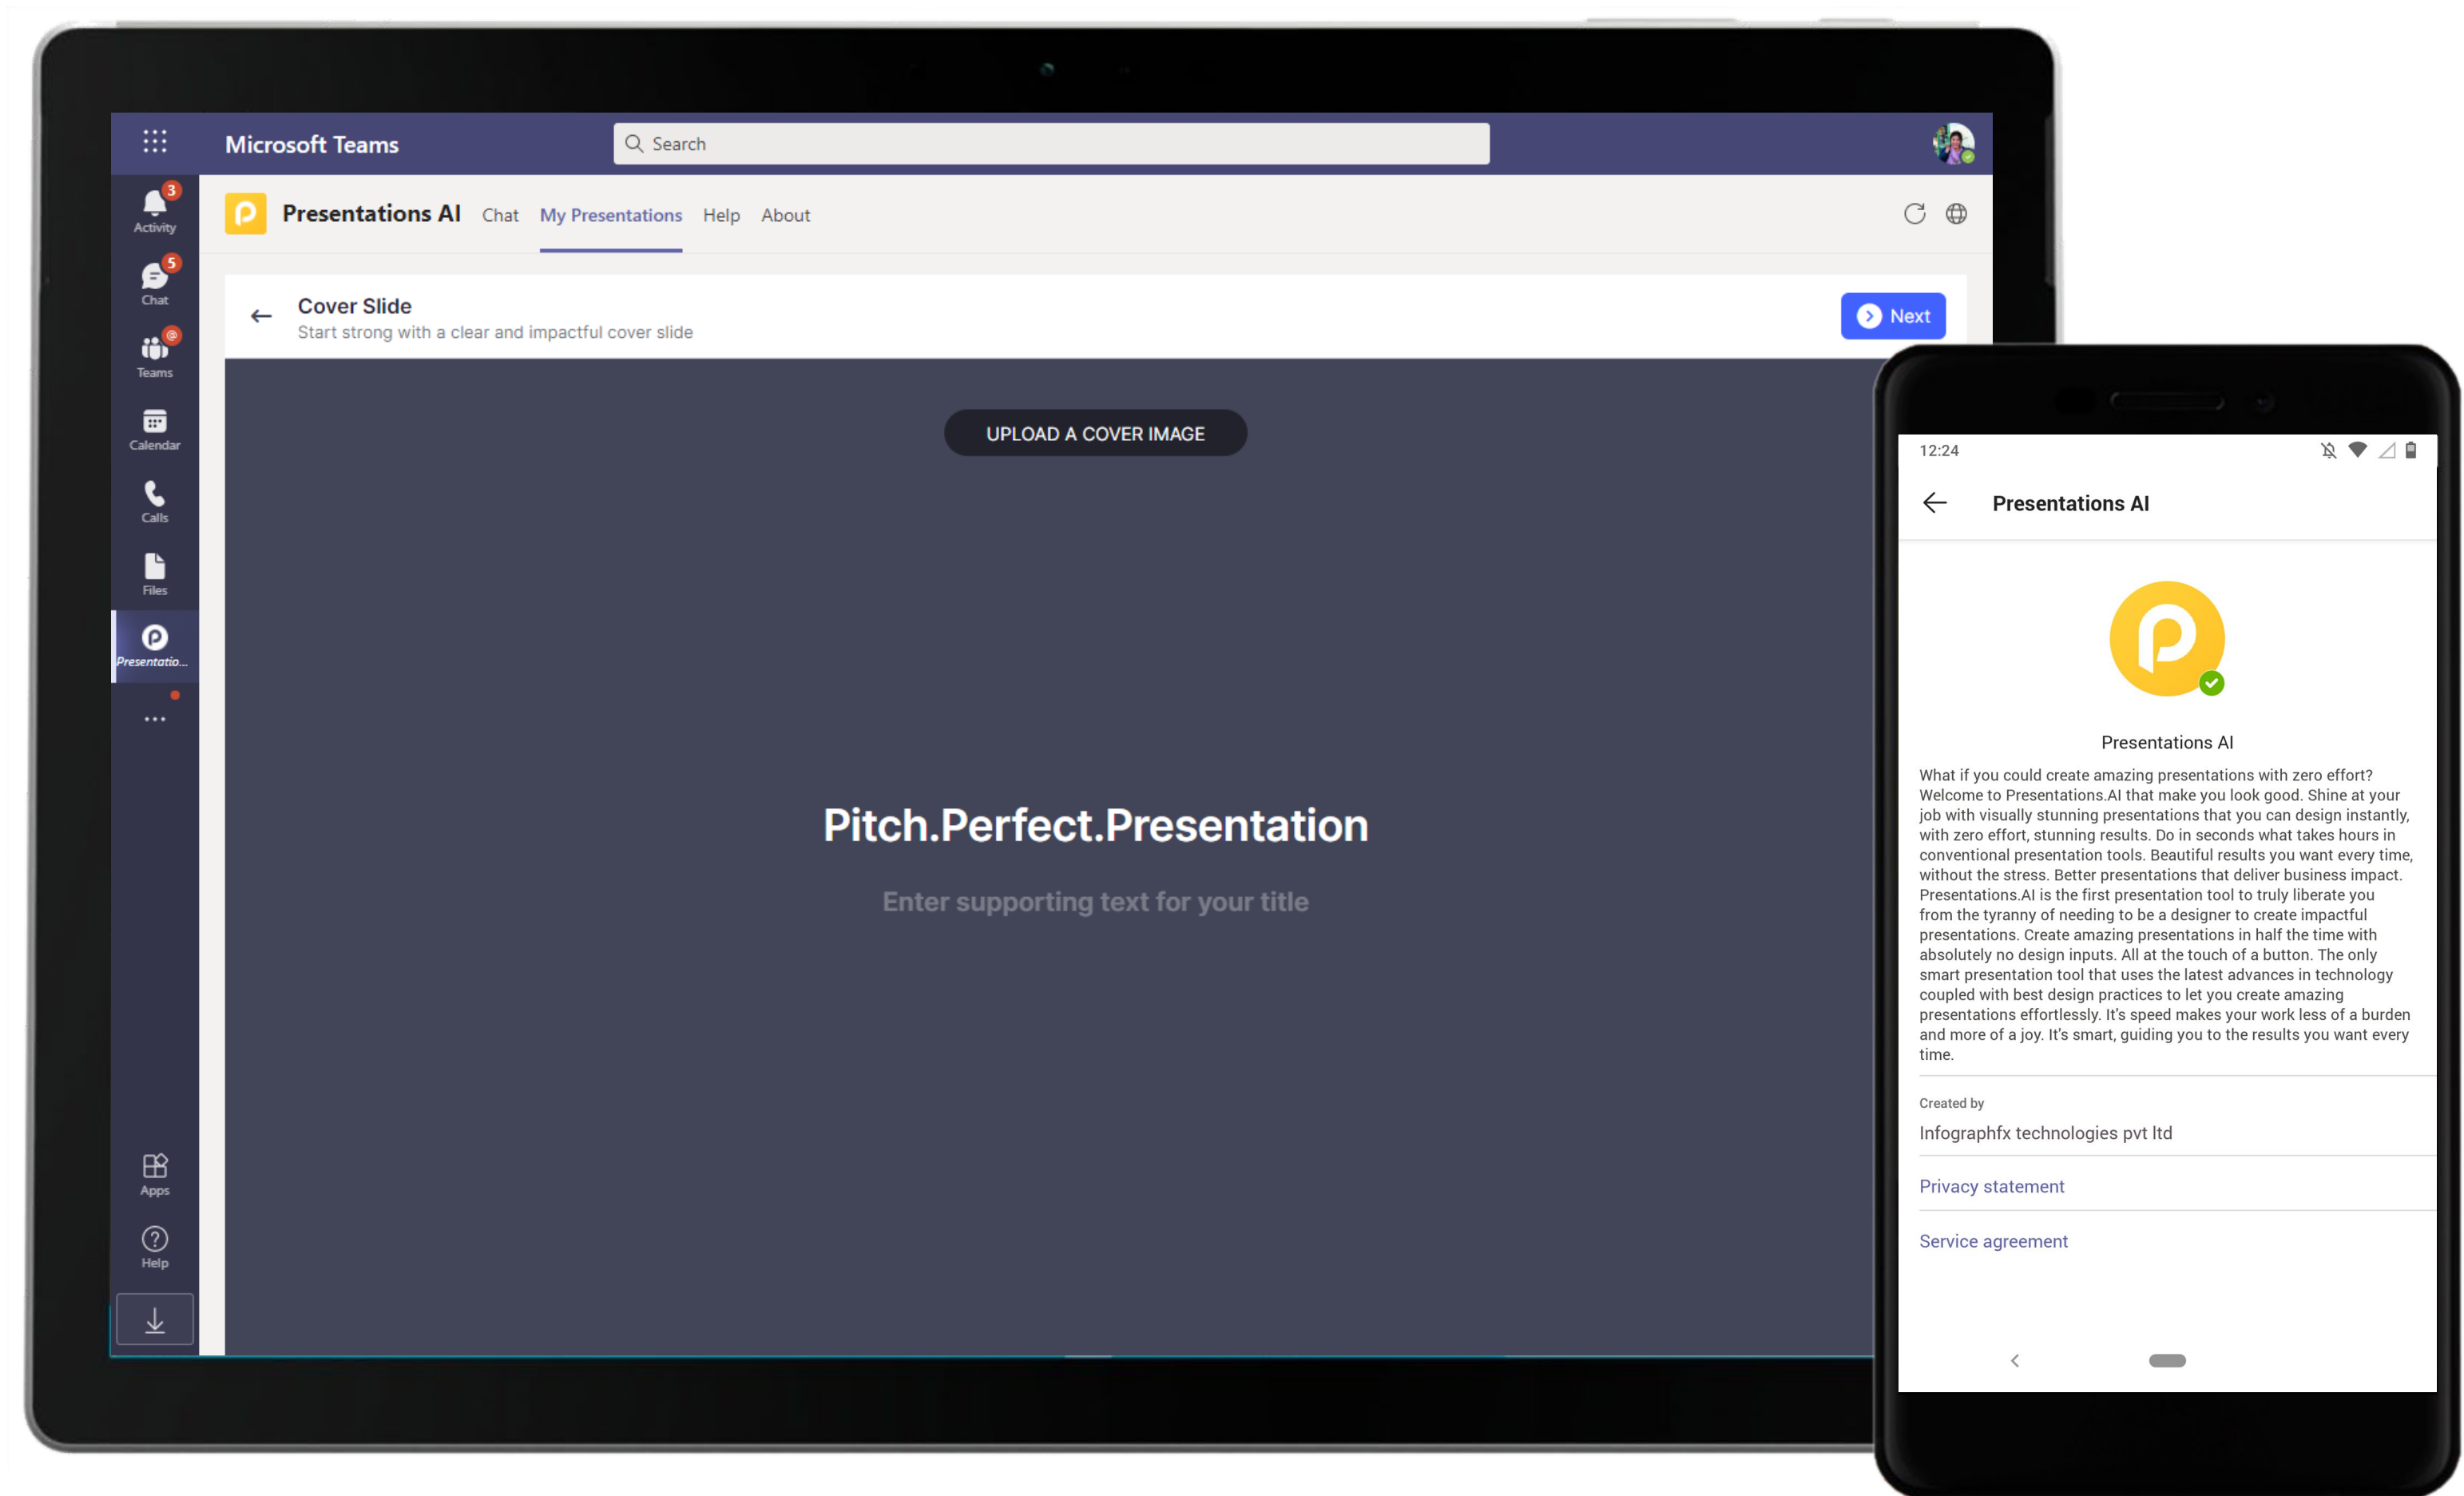 Microsoft Teams
Search
3
Activity
5
Chat
@
Teams
Calendar
Calls
Files
Presentatio...
...
Apps
Help
Presentations AI Chat My Presentations Help About
Cover Slide
Start strong with a clear and impactful cover slide
Next
UPLOAD A COVER IMAGE
Pitch.Perfect.Presentation
Enter supporting text for your title
12:24
Presentations AI
Presentations AI
What if you could create amazing presentations with zero effort?
Welcome to Presentations.AI that make you look good. Shine at your
job with visually stunning presentations that you can design instantly,
with zero effort, stunning results. Do in seconds what takes hours in
conventional presentation tools. Beautiful results you want every time,
without the stress. Better presentations that deliver business impact.
Presentations.AI is the first presentation tool to truly liberate you
from the tyranny of needing to be a designer to create impactful
presentations. Create amazing presentations in half the time with
absolutely no design inputs. All at the touch of a button. The only
smart presentation tool that uses the latest advances in technology
coupled with best design practices to let you create amazing
presentations effortlessly. It's speed makes your work less of a burden
and more of a joy. It's smart, guiding you to the results you want every
time.
Created by
Infographfx technologies pvt ltd
Privacy statement
Service agreement